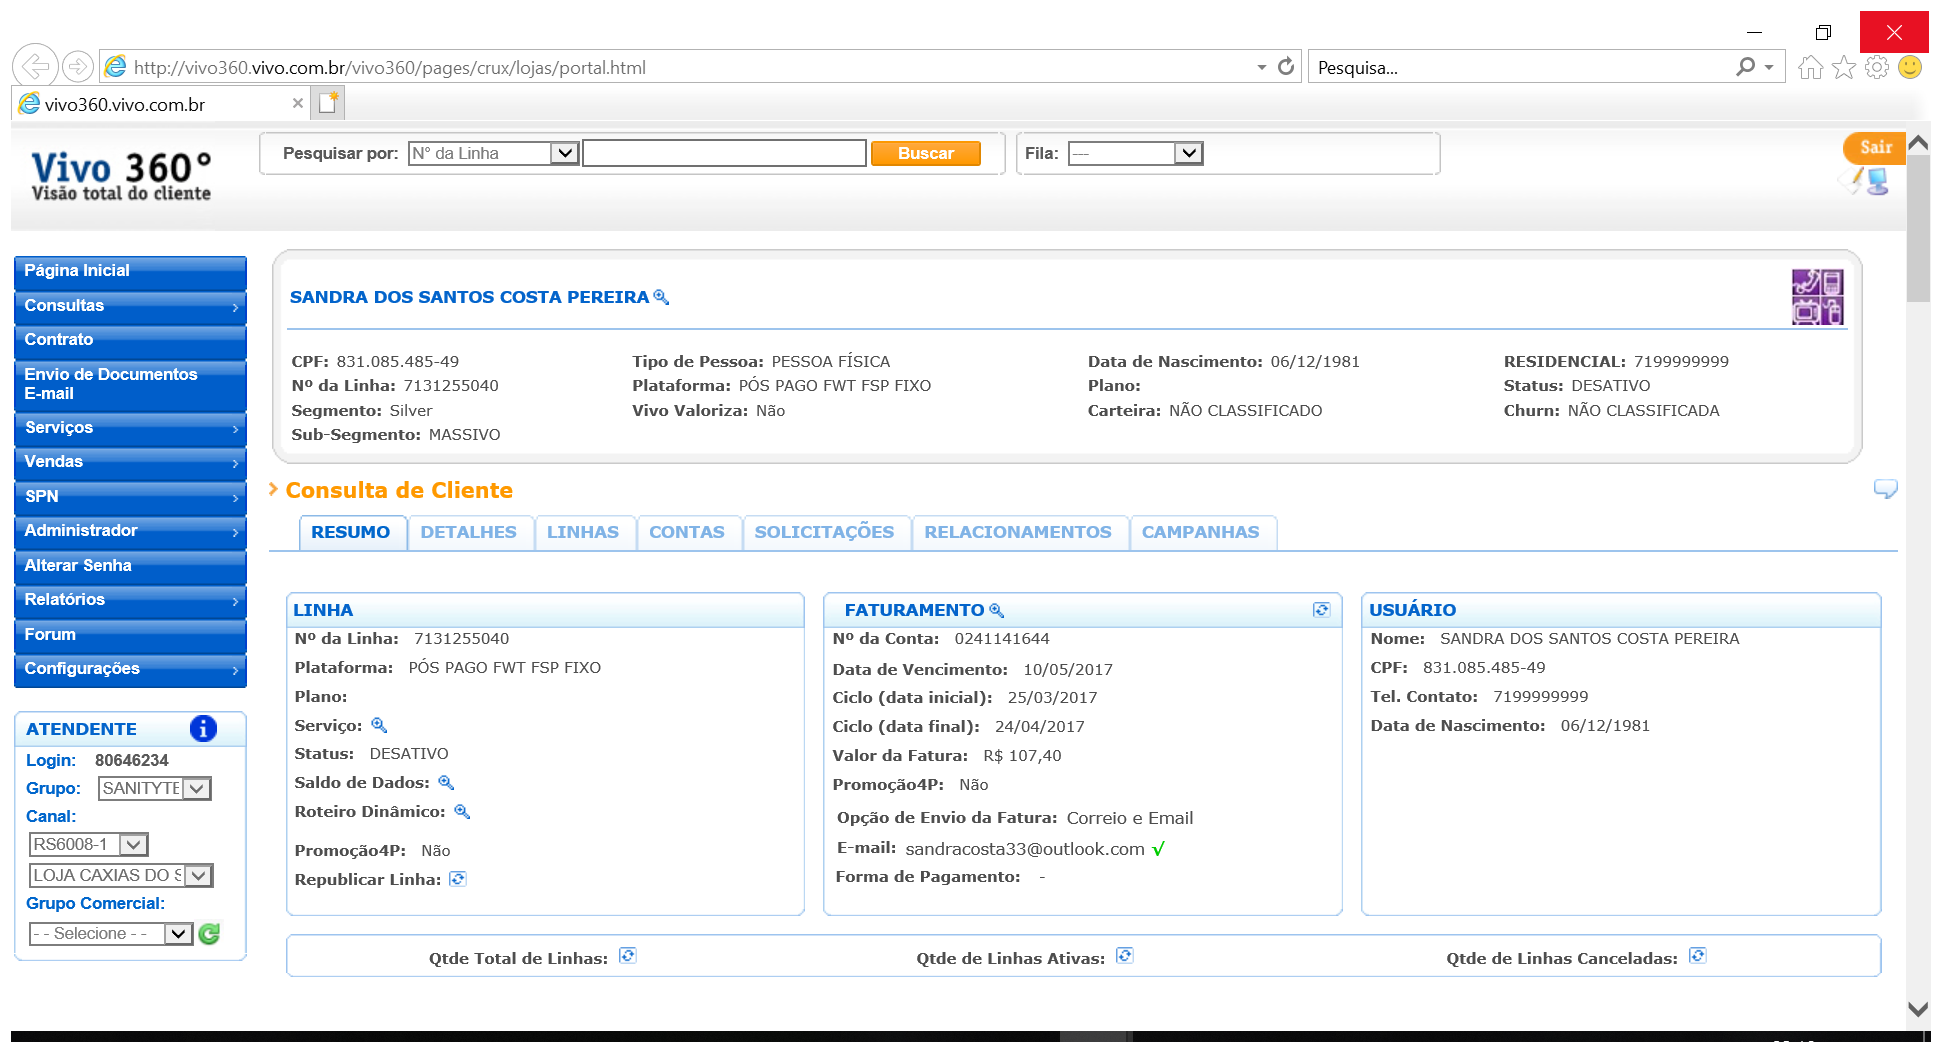 http://vivo360.vivo.com.br/vivo360/pages/crux/lojas/portal.html
Pesquisa...
vivo360.vivo.com.br
Vivo 360°
Visão total do cliente
Pesquisar por: N° da Linha
Buscar
Fila: ---
Sair
Página Inicial
Consultas
Contrato
Envio de Documentos
E-mail
Serviços
Vendas
SPN
Administrador
Alterar Senha
Relatórios
Forum
Configurações
ATENDENTE
Login: 80646234
Grupo: SANITYTE
Canal:
RS6008-1
LOJA CAXIAS DO S
Grupo Comercial:
- - Selecione - -
SANDRA DOS SANTOS COSTA PEREIRA
CPF: 831.085.485-49 Tipo de Pessoa: PESSOA FÍSICA Data de Nascimento: 06/12/1981 RESIDENCIAL: 7199999999
Nº da Linha: 7131255040 Plataforma: PÓS PAGO FWT FSP FIXO Plano: Status: DESATIVO
Segmento: Silver Vivo Valoriza: Não Carteira: NÃO CLASSIFICADO Churn: NÃO CLASSIFICADA
Sub-Segmento: MASSIVO
Consulta de Cliente
RESUMO DETALHES LINHAS CONTAS SOLICITAÇÕES RELACIONAMENTOS CAMPANHAS
LINHA
Nº da Linha: 7131255040
Plataforma: PÓS PAGO FWT FSP FIXO
Plano:
Serviço:
Status: DESATIVO
Saldo de Dados:
Roteiro Dinâmico:
Promoção4P: Não
Republicar Linha:
FATURAMENTO
Nº da Conta: 0241141644
Data de Vencimento: 10/05/2017
Ciclo (data inicial): 25/03/2017
Ciclo (data final): 24/04/2017
Valor da Fatura: R$ 107,40
Promoção4P: Não
Opção de Envio da Fatura: Correio e Email
E-mail: sandracosta33@outlook.com √
Forma de Pagamento: -
USUÁRIO
Nome: SANDRA DOS SANTOS COSTA PEREIRA
CPF: 831.085.485-49
Tel. Contato: 7199999999
Data de Nascimento: 06/12/1981
Qtde Total de Linhas: Qtde de Linhas Ativas: Qtde de Linhas Canceladas: